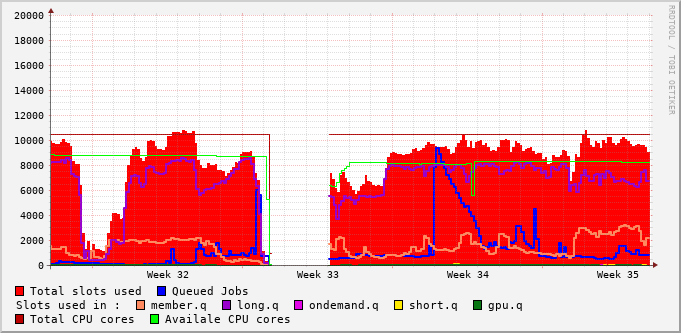 RRDTOOL / TOBI OETIKER
20000
18000
16000
14000
12000
10000
8000
6000
4000
2000
0
Week 32 Week 33 Week 34 Week 35
Total slots used Queued Jobs
Slots used in : member.q long.q ondemand.q short.q gpu.q
Total CPU cores Availale CPU cores